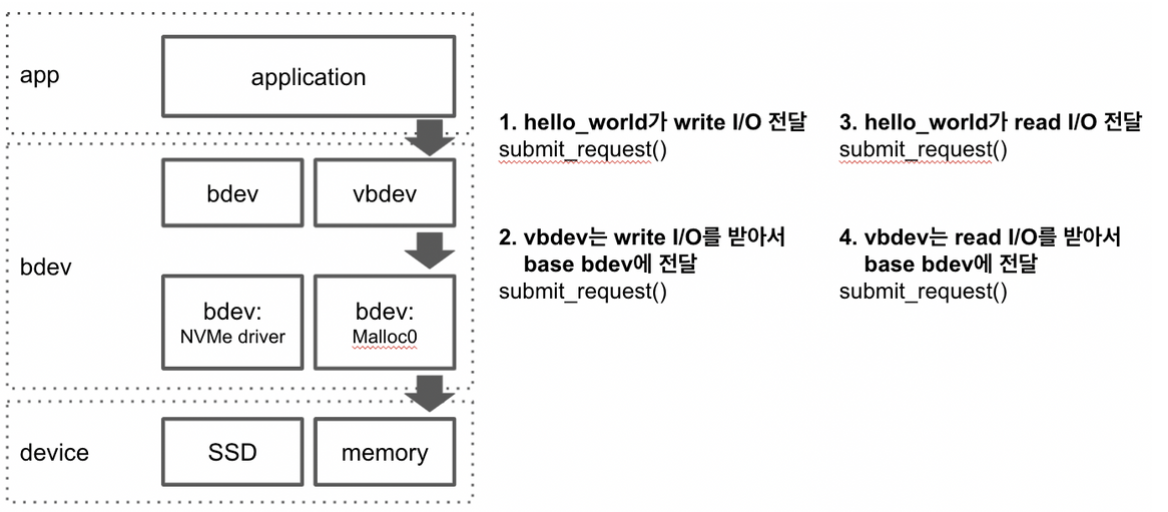 app
application
1. hello_world가 write I/O 전달
submit_request()
3. hello_world가 read I/O 전달
submit_request()
bdev
bdev
vbdev
2. vbdev는 write I/O를 받아서
base bdev에 전달
submit_request()
4. vbdev는 read I/O를 받아서
base bdev에 전달
submit_request()
bdev:
NVMe driver
bdev:
Malloc0
device
SSD
memory